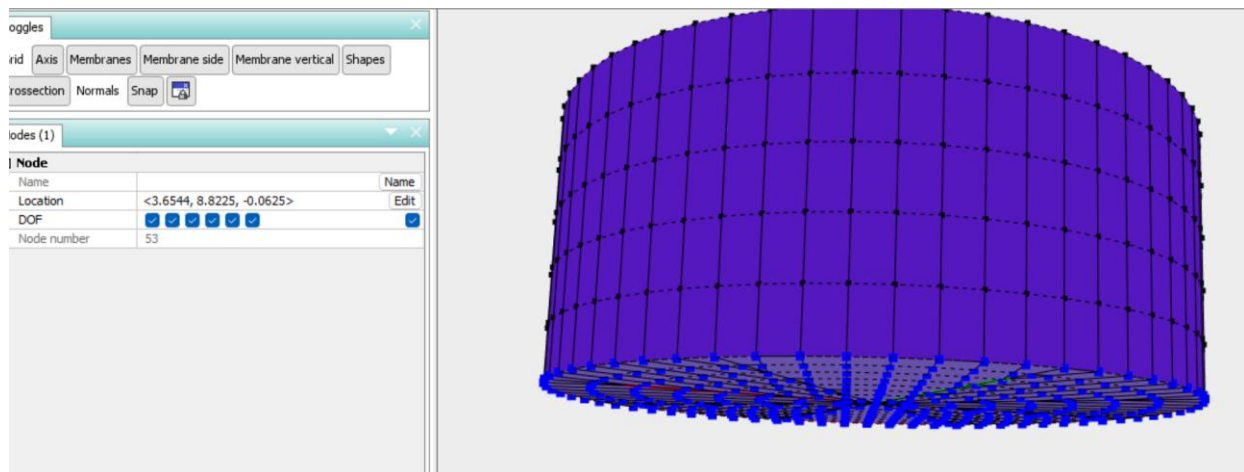 oggles
rid Axis Membranes Membrane side Membrane vertical Shapes
rossection Normals Snap
odes (1)
Node
Name Name
Location <3.6544, 8.8225, -0.0625> Edit
DOF
Node number 53